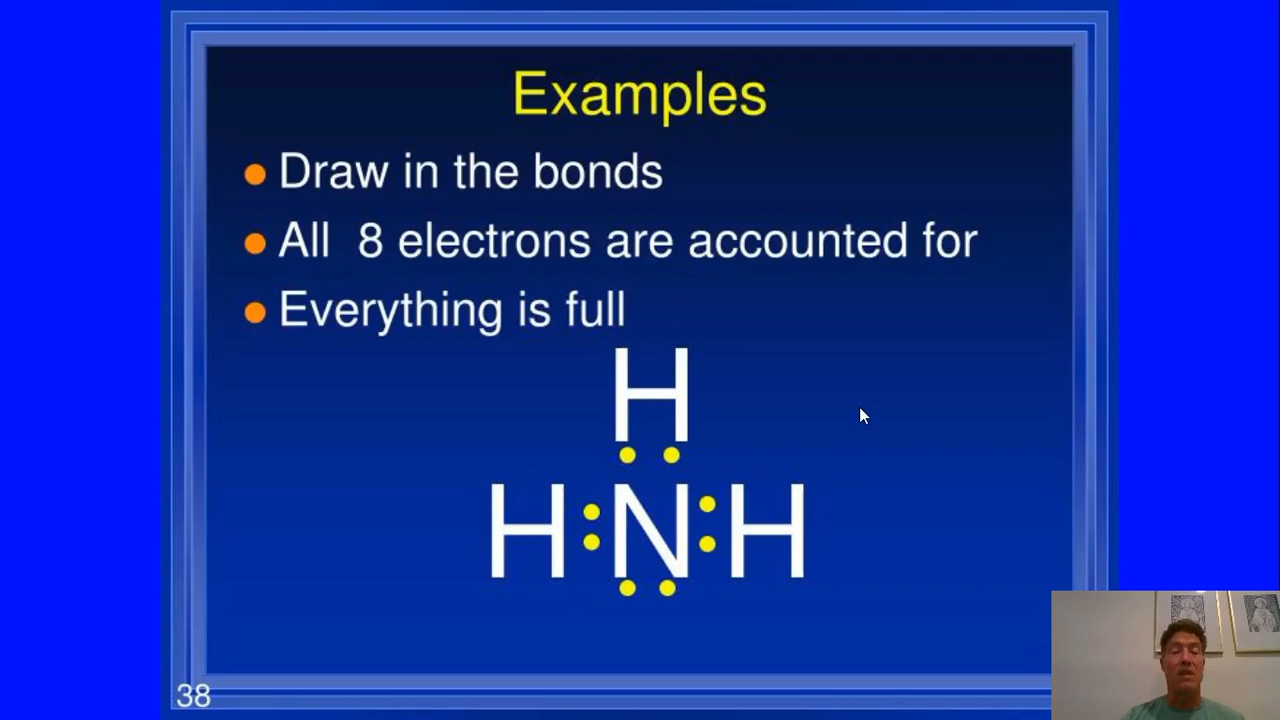 Examples
Draw in the bonds
All 8 electrons are accounted for
Everything is full
H
H N H
38